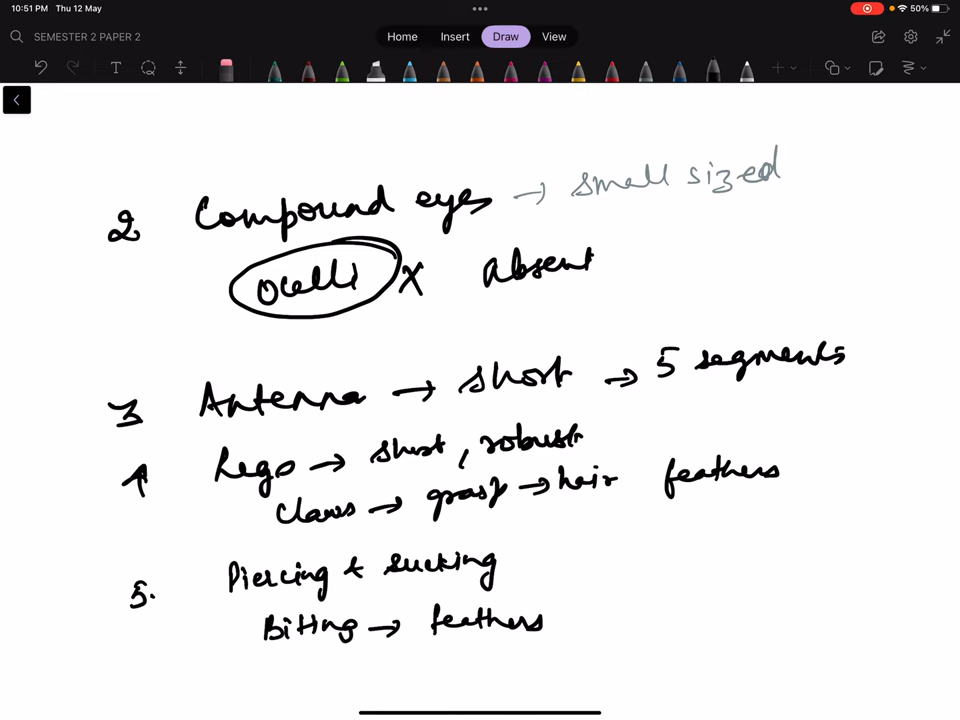 10:51 PM Thu 12 May
50%
SEMESTER 2 PAPER 2
Home Insert Draw View
2 Compound eyes → small sized
ocelli X absent
3 Antenna → short → 5 segments
4 Legs → short, robust
claws → grasp → hair feathers
5. Piercing & sucking
Bitting → feathers